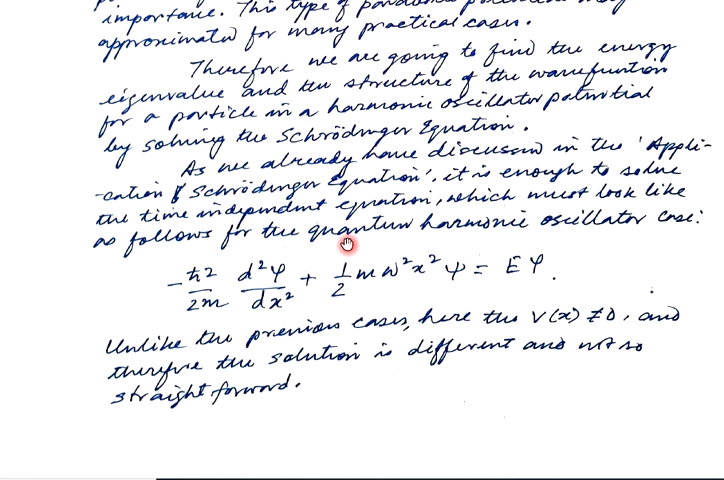 importance. This type of parabolic potential may
approximated for many practical cases.
Therefore we are going to find the energy
eigenvalue and the structure of the wavefunction
for a particle in a harmonic oscillator potential
by solving the Schrödinger Equation.
As we already have discussed in the 'Appli-
-cation of Schrödinger Equation', it is enough to solve
the time independent equation, which must look like
as follows for the quantum harmonic oscillator case:
-ħ²/2m d²ψ/dx² + 1/2 mω²x²ψ = Eψ.
Unlike the previous cases, here the V(x) ≠ 0, and
therefore the solution is different and not so
straight forward.